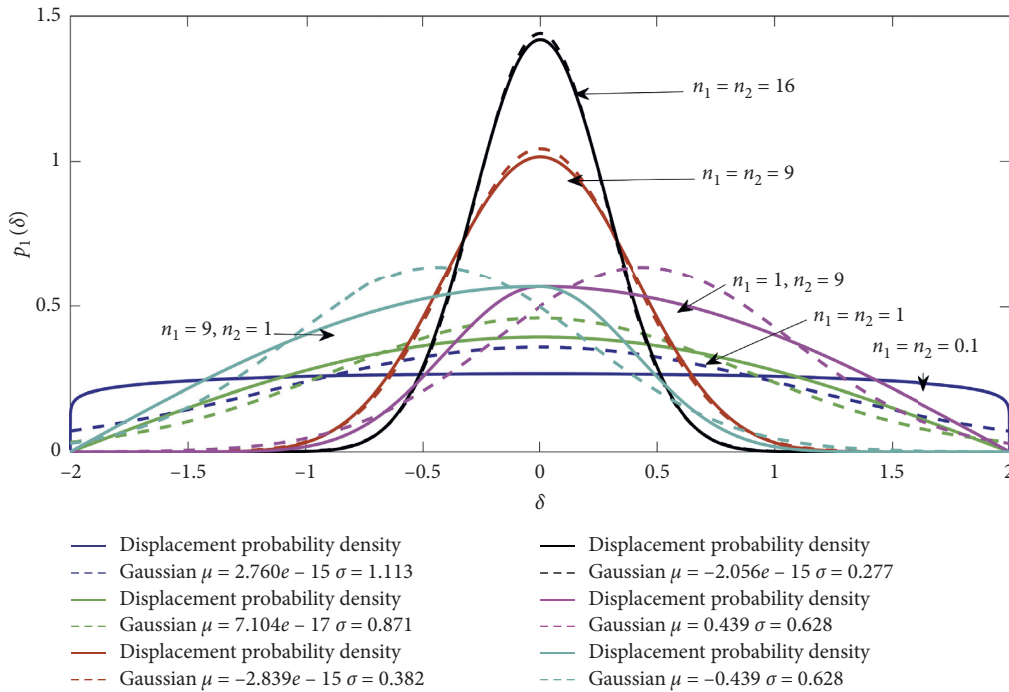 1.5
n1 = n2 = 16
1
n1 = n2 = 9
p1(δ)
n1 = 1, n2 = 9
0.5
n1 = 9, n2 = 1
n1 = n2 = 1
n1 = n2 = 0.1
0
−2 −1.5 −1 −0.5 0 0.5 1 1.5 2
δ
Displacement probability density
Gaussian μ = 2.760e − 15 σ = 1.113
Displacement probability density
Gaussian μ = 7.104e − 17 σ = 0.871
Displacement probability density
Gaussian μ = −2.839e − 15 σ = 0.382
Displacement probability density
Gaussian μ = −2.056e − 15 σ = 0.277
Displacement probability density
Gaussian μ = 0.439 σ = 0.628
Displacement probability density
Gaussian μ = −0.439 σ = 0.628